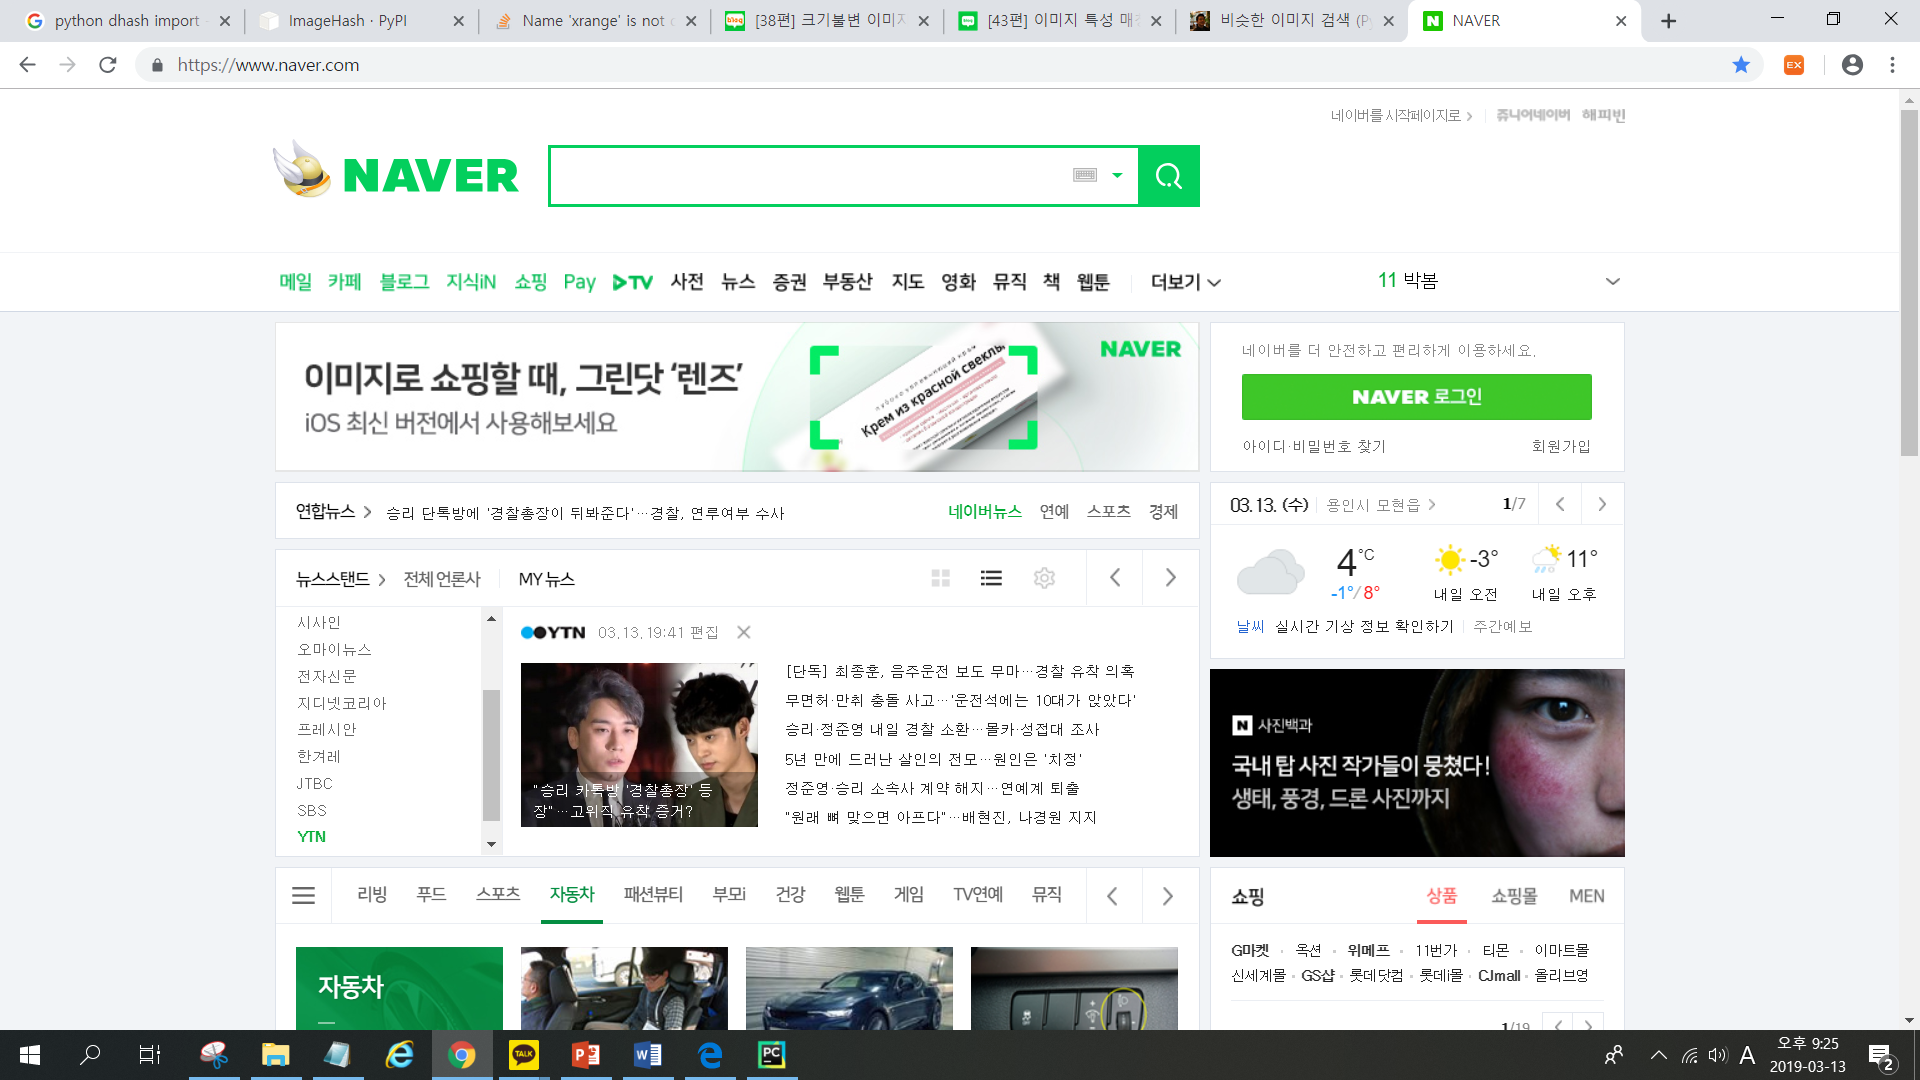 python dhash import
ImageHash · PyPI
Name 'xrange' is not
[38편] 크기불변 이미지
[43편] 이미지 특성 매
비슷한 이미지 검색 (P
NAVER
https://www.naver.com
EX
네이버를 시작페이지로
쥬니어네이버 해피빈
NAVER
메일 카페 블로그 지식iN 쇼핑 Pay TV 사전 뉴스 증권 부동산 지도 영화 뮤직 책 웹툰 더보기
11 박봄
이미지로 쇼핑할 때, 그린닷 '렌즈'
iOS 최신 버전에서 사용해보세요
Крем из красной свеклы
NAVER
네이버를 더 안전하고 편리하게 이용하세요.
NAVER 로그인
아이디·비밀번호 찾기 회원가입
연합뉴스 승리 단톡방에 '경찰총장이 뒤봐준다'…경찰, 연루여부 수사
네이버뉴스 연예 스포츠 경제
03.13. (수) 용인시 모현읍 1/7
4°C
-1°/ 8°
-3°
내일 오전
11°
내일 오후
날씨 실시간 기상 정보 확인하기 주간예보
뉴스스탠드 전체 언론사 MY 뉴스
시사인
오마이뉴스
전자신문
지디넷코리아
프레시안
한겨레
JTBC
SBS
YTN
YTN 03.13. 19:41 편집
"승리 카톡방 '경찰총장' 등
장"…고위직 유착 증거?
[단독] 최종훈, 음주운전 보도 무마…경찰 유착 의혹
무면허·만취 충돌 사고…'운전석에는 10대가 앉았다'
승리·정준영 내일 경찰 소환…몰카·성접대 조사
5년 만에 드러난 살인의 전모…원인은 '치정'
정준영·승리 소속사 계약 해지…연예계 퇴출
"원래 뼈 맞으면 아프다"…배현진, 나경원 지지
N 사진백과
국내 탑 사진 작가들이 뭉쳤다!
생태, 풍경, 드론 사진까지
리빙 푸드 스포츠 자동차 패션뷰티 부모i 건강 웹툰 게임 TV연예 뮤직
자동차
쇼핑 상품 쇼핑몰 MEN
G마켓 · 옥션 · 위메프 · 11번가 · 티몬 · 이마트몰
신세계몰 · GS샵 · 롯데닷컴 · 롯데i몰 · CJmall · 올리브영
1/19
TALK
PC
A
오후 9:25
2019-03-13
2